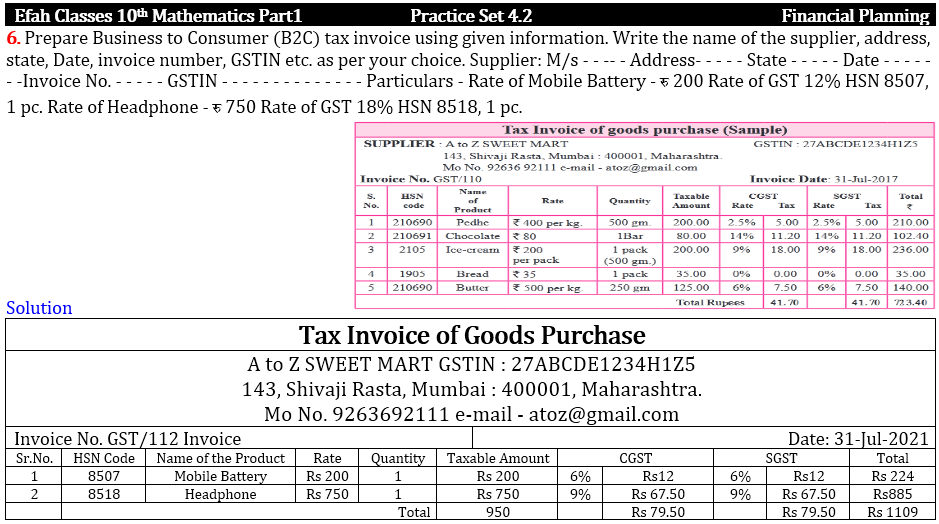 Efah Classes 10th Mathematics Part1 Practice Set 4.2 Financial Planning
6. Prepare Business to Consumer (B2C) tax invoice using given information. Write the name of the supplier, address,
state, Date, invoice number, GSTIN etc. as per your choice. Supplier: M/s - - -- - Address- - - - - State - - - - - Date - - - - -
- -Invoice No. - - - - - GSTIN - - - - - - - - - - - - - - Particulars - Rate of Mobile Battery - रु 200 Rate of GST 12% HSN 8507,
1 pc. Rate of Headphone - रु 750 Rate of GST 18% HSN 8518, 1 pc.
Tax Invoice of goods purchase (Sample)
SUPPLIER : A to Z SWEET MART GSTIN : 27ABCDE1234H1Z5
143, Shivaji Rasta, Mumbai : 400001, Maharashtra.
Mo No. 92636 92111 e-mail - atoz@gmail.com
Invoice No. GST/110 Invoice Date: 31-Jul-2017
S. No. HSN code Name of Product Rate Quantity Taxable Amount CGST Rate Tax SGST Rate Tax Total ₹
1 210690 Pedhe ₹ 400 per kg. 500 gm. 200.00 2.5% 5.00 2.5% 5.00 210.00
2 210691 Chocolate ₹ 80 1Bar 80.00 14% 11.20 14% 11.20 102.40
3 2105 Ice-cream ₹ 200 per pack 1 pack (500 gm.) 200.00 9% 18.00 9% 18.00 236.00
4 1905 Bread ₹ 35 1 pack 35.00 0% 0.00 0% 0.00 35.00
5 210690 Butter ₹ 500 per kg. 250 gm 125.00 6% 7.50 6% 7.50 140.00
Total Rupees 41.70 41.70 723.40
Solution
Tax Invoice of Goods Purchase
A to Z SWEET MART GSTIN : 27ABCDE1234H1Z5
143, Shivaji Rasta, Mumbai : 400001, Maharashtra.
Mo No. 9263692111 e-mail - atoz@gmail.com
Invoice No. GST/112 Invoice Date: 31-Jul-2021
Sr.No. HSN Code Name of the Product Rate Quantity Taxable Amount CGST SGST Total
1 8507 Mobile Battery Rs 200 1 Rs 200 6% Rs12 6% Rs12 Rs 224
2 8518 Headphone Rs 750 1 Rs 750 9% Rs 67.50 9% Rs 67.50 Rs885
Total 950 Rs 79.50 Rs 79.50 Rs 1109